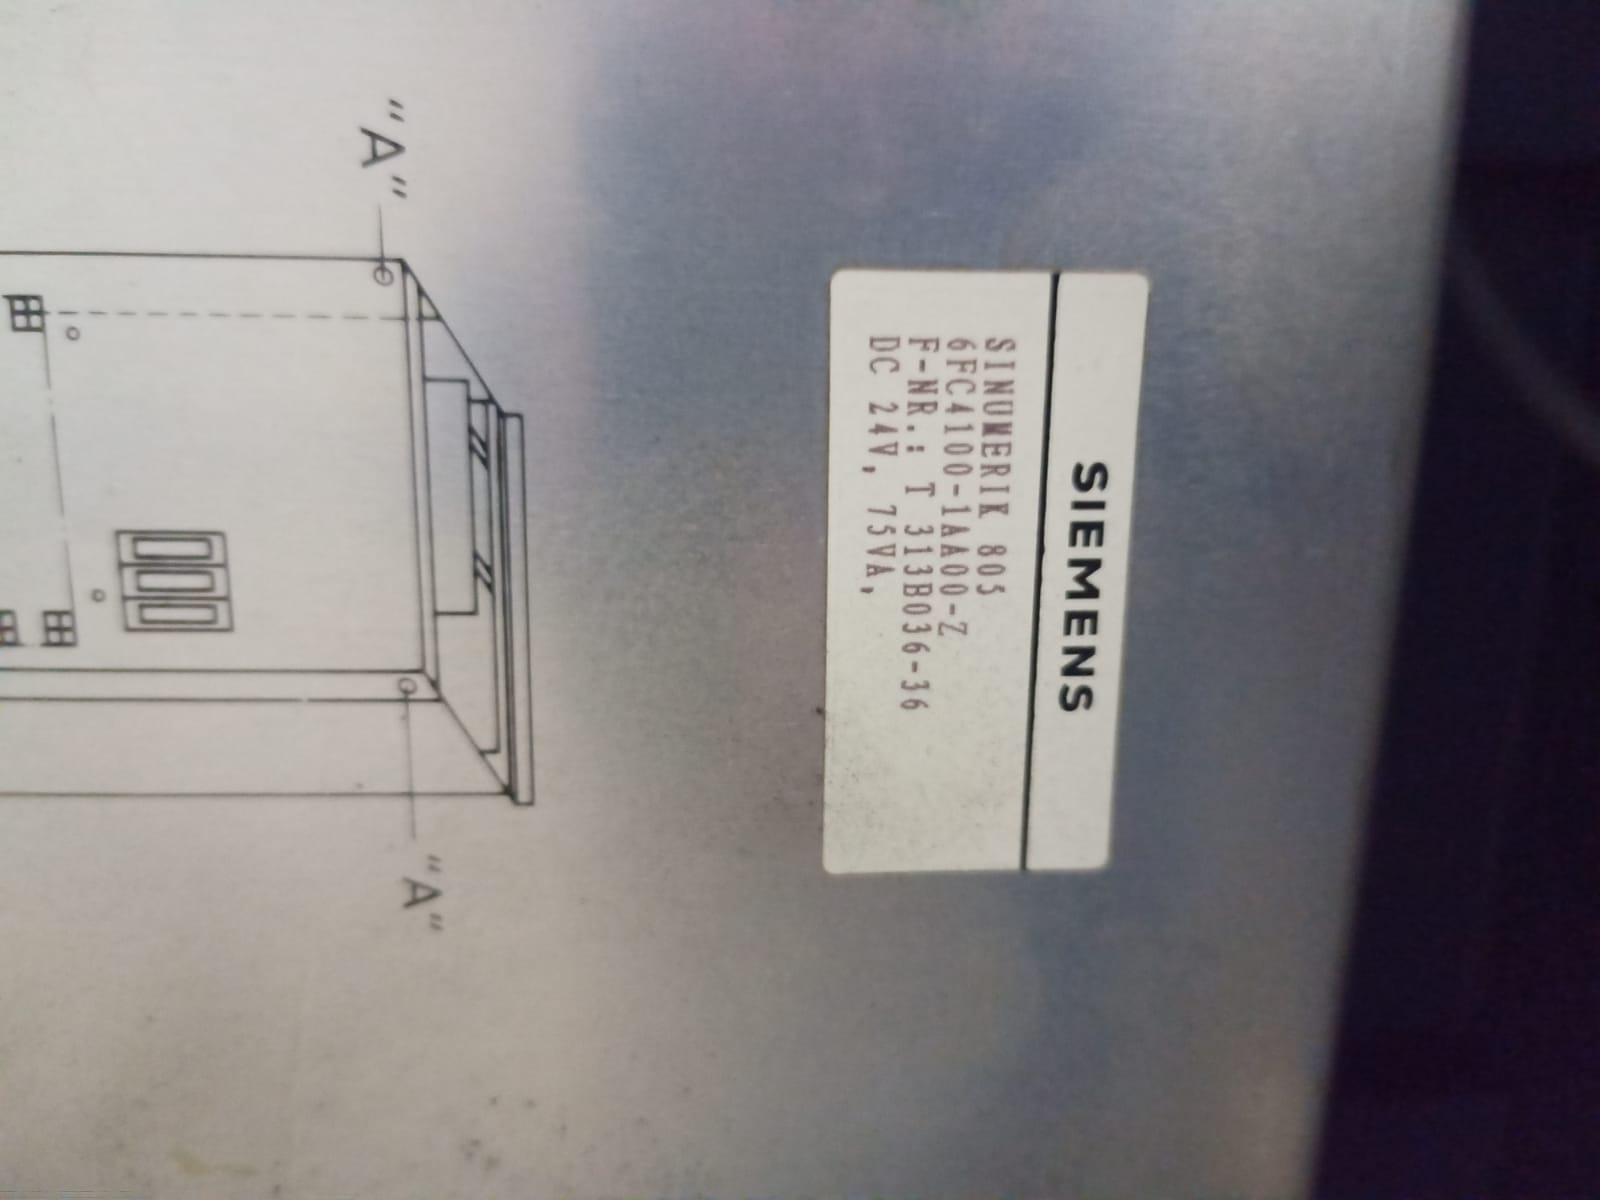 SIEMENS
SINUMERIK 805
6FC4100-1AA00-Z
F-NR.: T 313B036-36
DC 24V, 75VA,
"A"
"A"